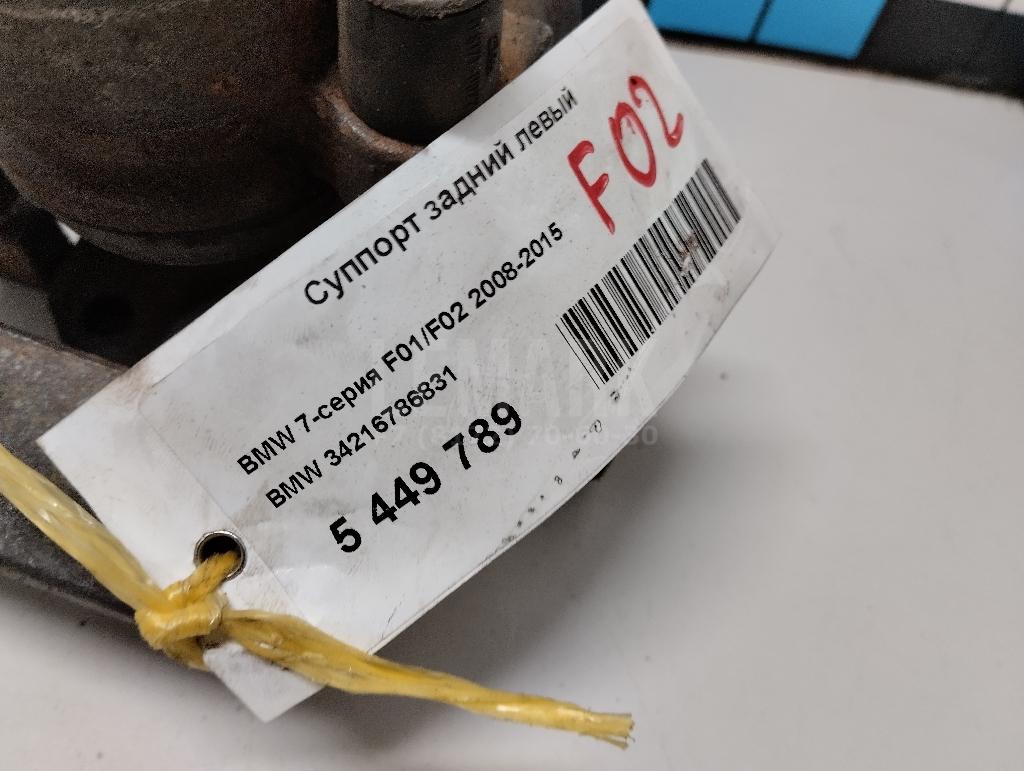 Суппорт задний левый
F02
BMW 7-серия F01/F02 2008-2015
BMW 34216786831
5 449 789